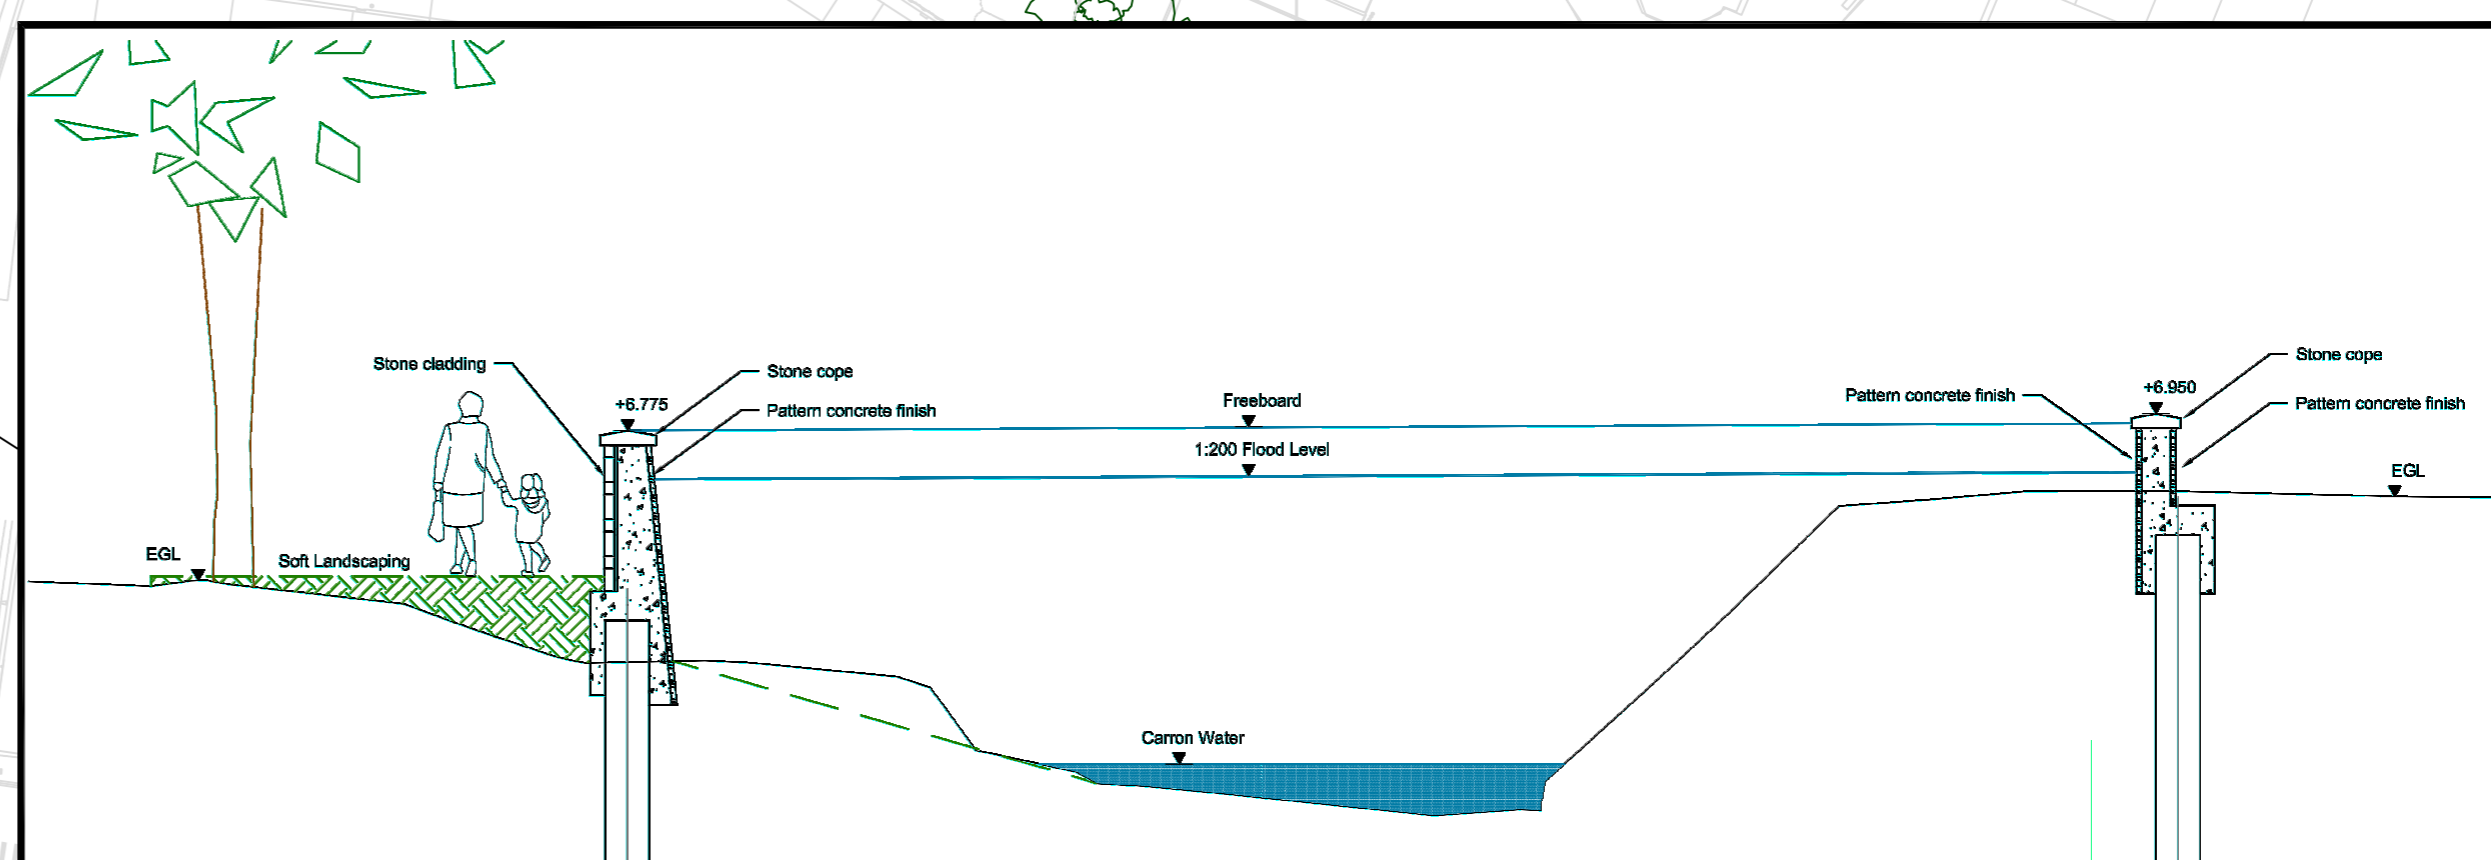 Stone cladding
Stone cope
+6.775
Pattern concrete finish
Freeboard
1:200 Flood Level
Pattern concrete finish
+6.950
Stone cope
Pattern concrete finish
EGL
EGL
Soft Landscaping
Carron Water